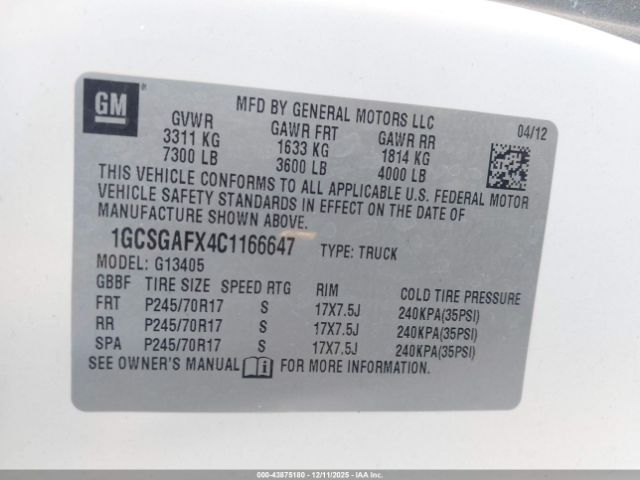 GM
MFD BY GENERAL MOTORS LLC
04/12
GVWR GAWR FRT GAWR RR
3311 KG 1633 KG 1814 KG
7300 LB 3600 LB 4000 LB
THIS VEHICLE CONFORMS TO ALL APPLICABLE U.S. FEDERAL MOTOR
VEHICLE SAFETY STANDARDS IN EFFECT ON THE DATE OF
MANUFACTURE SHOWN ABOVE.
1GCSGAFX4C1166647 TYPE: TRUCK
MODEL: G13405
GBBF TIRE SIZE SPEED RTG RIM COLD TIRE PRESSURE
FRT P245/70R17 S 17X7.5J 240KPA(35PSI)
RR P245/70R17 S 17X7.5J 240KPA(35PSI)
SPA P245/70R17 S 17X7.5J 240KPA(35PSI)
SEE OWNER'S MANUAL FOR MORE INFORMATION.
000-43875180 - 12/11/2025 - IAAI.com